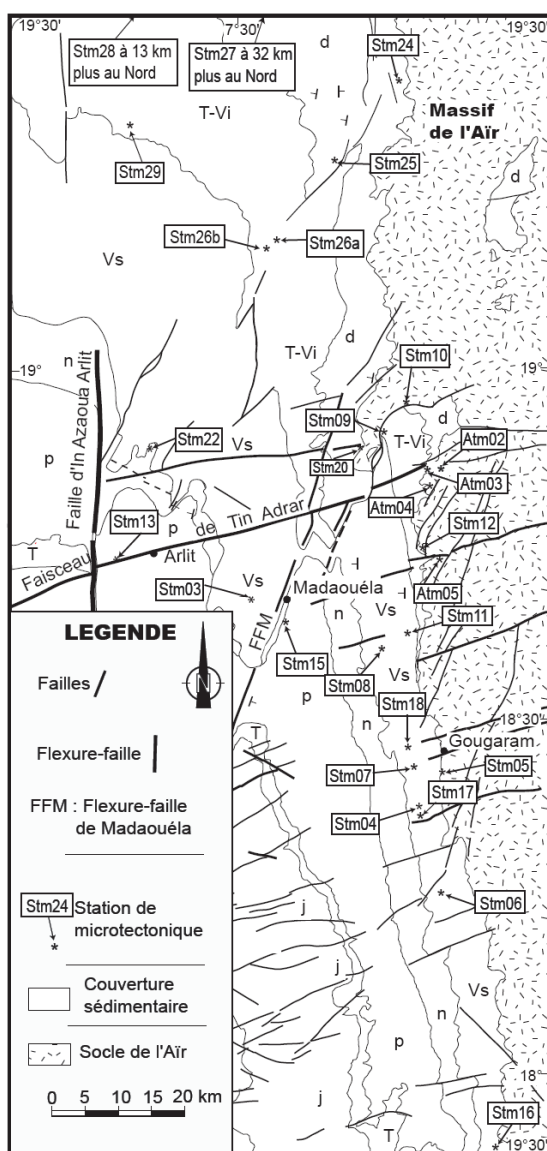 19°30'
7°30'
19°30'
Stm28 à 13 km
plus au Nord
Stm27 à 32 km
plus au Nord
d
Stm24
T-Vi
I
Massif
de l'Aïr
Stm29
Stm25
d
Stm26b
Stm26a
Vs
d
T-Vi
19°
n
Stm10
d
Stm09
T-Vi
Stm22
Vs
Atm02
Stm20
p
Faille d'In Azaoua Arlit
Atm03
Atm04
Stm13
p
Faisceau de Tin Adrar
Stm12
T
Arlit
Atm05
Stm03
Vs
Madaouéla
n
Vs
FFM
Stm11
LEGENDE
Stm15
Failles
N
Stm08
Vs
p
Stm18
n
18°30'
T
Gougaram
Flexure-faille
Stm07
Stm05
Stm17
FFM : Flexure-faille
de Madaouéla
Stm04
Stm24
Station de
microtectonique
Stm06
j
j
Couverture
sédimentaire
Vs
n
p
Socle de l'Aïr
18°
0 5 10 15 20 km
j
Stm16
T
19°30'